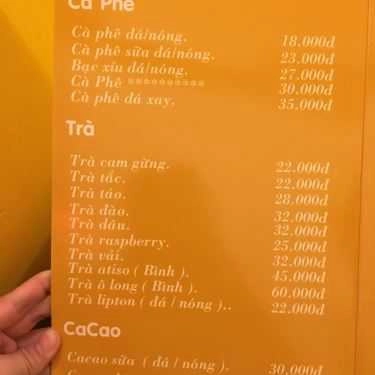 Cà Phê
Cà phê đá/nóng. 18.000đ
Cà phê sữa đá/nóng. 23.000đ
Bạc xíu đá/nóng. 27.000đ
Cà Phê ********** 30.000đ
Cà phê đá xay. 35.000đ
Trà
Trà cam gừng. 22.000đ
Trà tắc. 22.000đ
Trà táo. 28.000đ
Trà đào. 32.000đ
Trà dâu. 32.000đ
Trà raspberry. 25.000đ
Trà vải. 32.000đ
Trà atiso ( Bình ). 45.000đ
Trà ô long ( Bình ). 60.000đ
Trà lipton ( đá / nóng ).. 22.000đ
CaCao
Cacao sữa ( đá / nóng ). 30.000đ